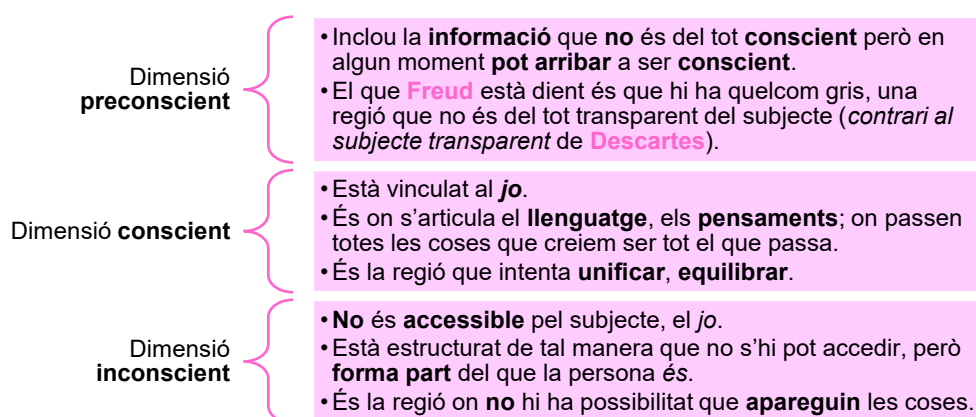 Dimensió
preconscient
• Inclou la informació que no és del tot conscient però en
algun moment pot arribar a ser conscient.
• El que Freud està dient és que hi ha quelcom gris, una
regió que no és del tot transparent del subjecte (contrari al
subjecte transparent de Descartes).
Dimensió conscient
• Està vinculat al jo.
• És on s’articula el llenguatge, els pensaments; on passen
totes les coses que creiem ser tot el que passa.
• És la regió que intenta unificar, equilibrar.
Dimensió
inconscient
• No és accessible pel subjecte, el jo.
• Està estructurat de tal manera que no s’hi pot accedir, però
forma part del que la persona és.
• És la regió on no hi ha possibilitat que apareguin les coses.